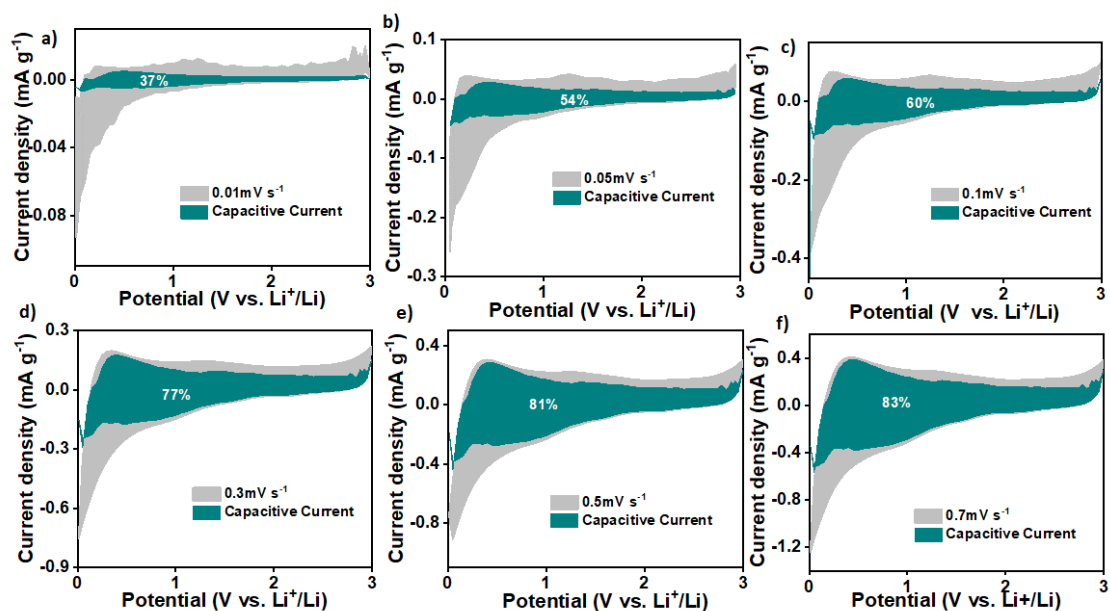 a)
Current density (mA g⁻¹)
0.00
-0.04
-0.08
37%
0.01mV s⁻¹
Capacitive Current
0 1 2 3
Potential (V vs. Li⁺/Li)
b)
Current density (mA g⁻¹)
0.1
0.0
-0.1
-0.2
-0.3
54%
0.05mV s⁻¹
Capacitive Current
0 1 2 3
Potential (V vs. Li⁺/Li)
c)
Current density (mA g⁻¹)
0.0
-0.2
-0.4
60%
0.1mV s⁻¹
Capacitive Current
0 1 2 3
Potential (V vs. Li⁺/Li)
d)
Current density (mA g⁻¹)
0.3
0.0
-0.3
-0.6
-0.9
77%
0.3mV s⁻¹
Capacitive Current
0 1 2 3
Potential (V vs. Li⁺/Li)
e)
Current density (mA g⁻¹)
0.4
0.0
-0.4
-0.8
81%
0.5mV s⁻¹
Capacitive Current
0 1 2 3
Potential (V vs. Li⁺/Li)
f)
Current density (mA g⁻¹)
0.4
0.0
-0.4
-0.8
-1.2
83%
0.7mV s⁻¹
Capacitive Current
0 1 2 3
Potential (V vs. Li+/Li)